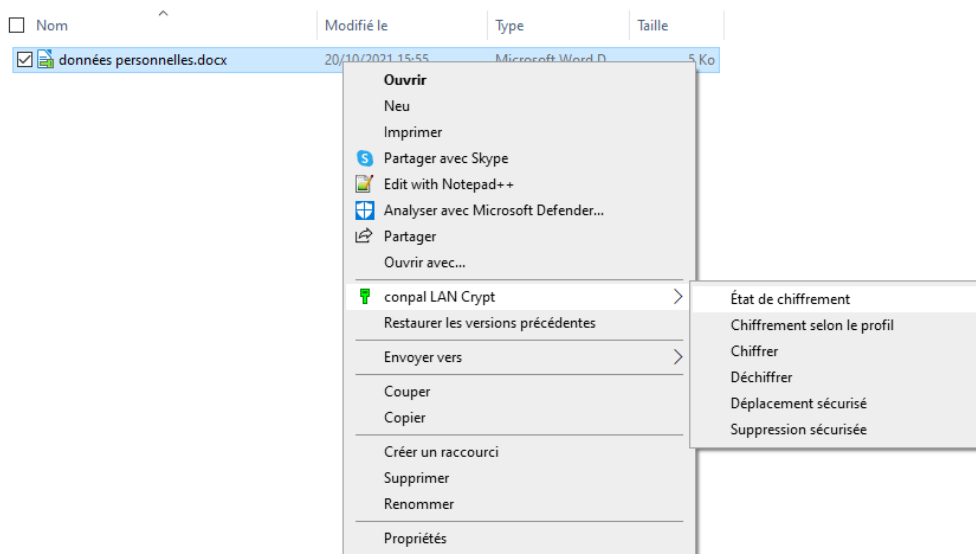 Nom Modifié le Type Taille
données personnelles.docx 20/10/2021 15:55 Microsoft Word D... 5 Ko
Ouvrir
Neu
Imprimer
Partager avec Skype
Edit with Notepad++
Analyser avec Microsoft Defender...
Partager
Ouvrir avec...
conpal LAN Crypt
Restaurer les versions précédentes
Envoyer vers
Couper
Copier
Créer un raccourci
Supprimer
Renommer
Propriétés
État de chiffrement
Chiffrement selon le profil
Chiffrer
Déchiffrer
Déplacement sécurisé
Suppression sécurisée